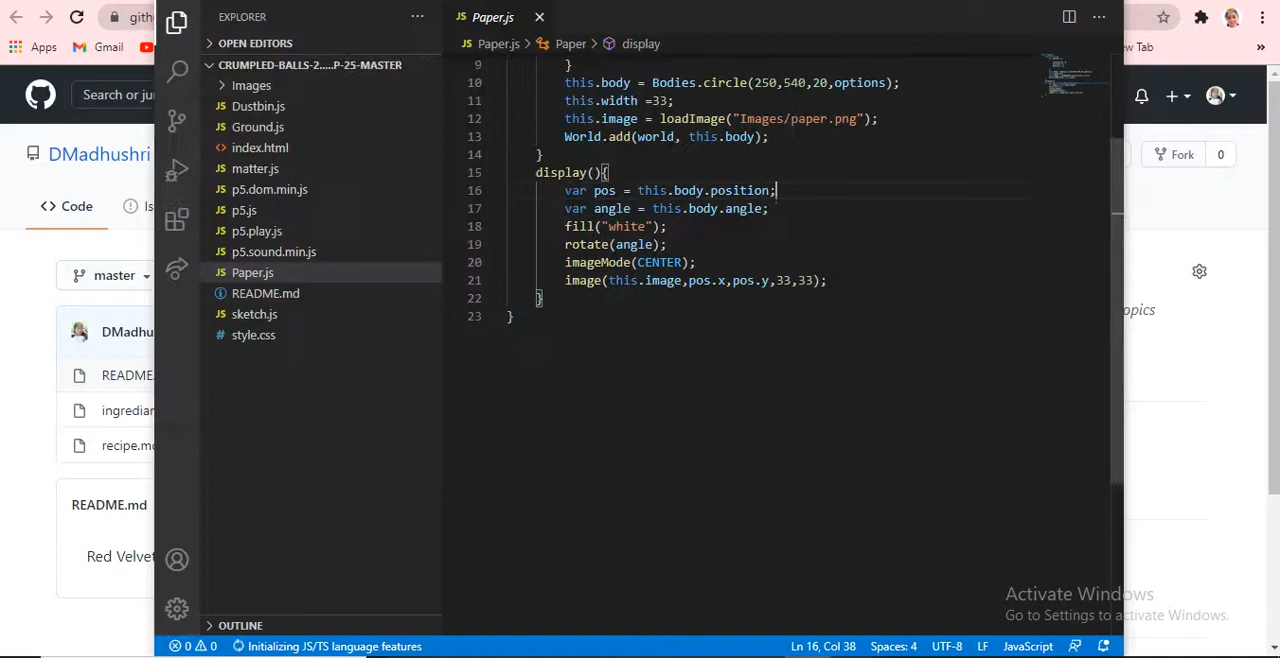 githu
Apps
Gmail
ew Tab
»
Search or jur
DMadhushri
Code
Is
master
DMadhu
README.
ingredian
recipe.md
README.md
Red Velvet
Fork 0
opics
EXPLORER
OPEN EDITORS
CRUMPLED-BALLS-2.....P-25-MASTER
Images
Dustbin.js
Ground.js
index.html
matter.js
p5.dom.min.js
p5.js
p5.play.js
p5.sound.min.js
Paper.js
README.md
sketch.js
style.css
OUTLINE
Paper.js
Paper.js > Paper > display
9 }
10 this.body = Bodies.circle(250,540,20,options);
11 this.width =33;
12 this.image = loadImage("Images/paper.png");
13 World.add(world, this.body);
14 }
15 display(){
16 var pos = this.body.position;
17 var angle = this.body.angle;
18 fill("white");
19 rotate(angle);
20 imageMode(CENTER);
21 image(this.image,pos.x,pos.y,33,33);
22 }
23 }
Activate Windows
Go to Settings to activate Windows.
0 0 Initializing JS/TS language features
Ln 16, Col 38 Spaces: 4 UTF-8 LF JavaScript